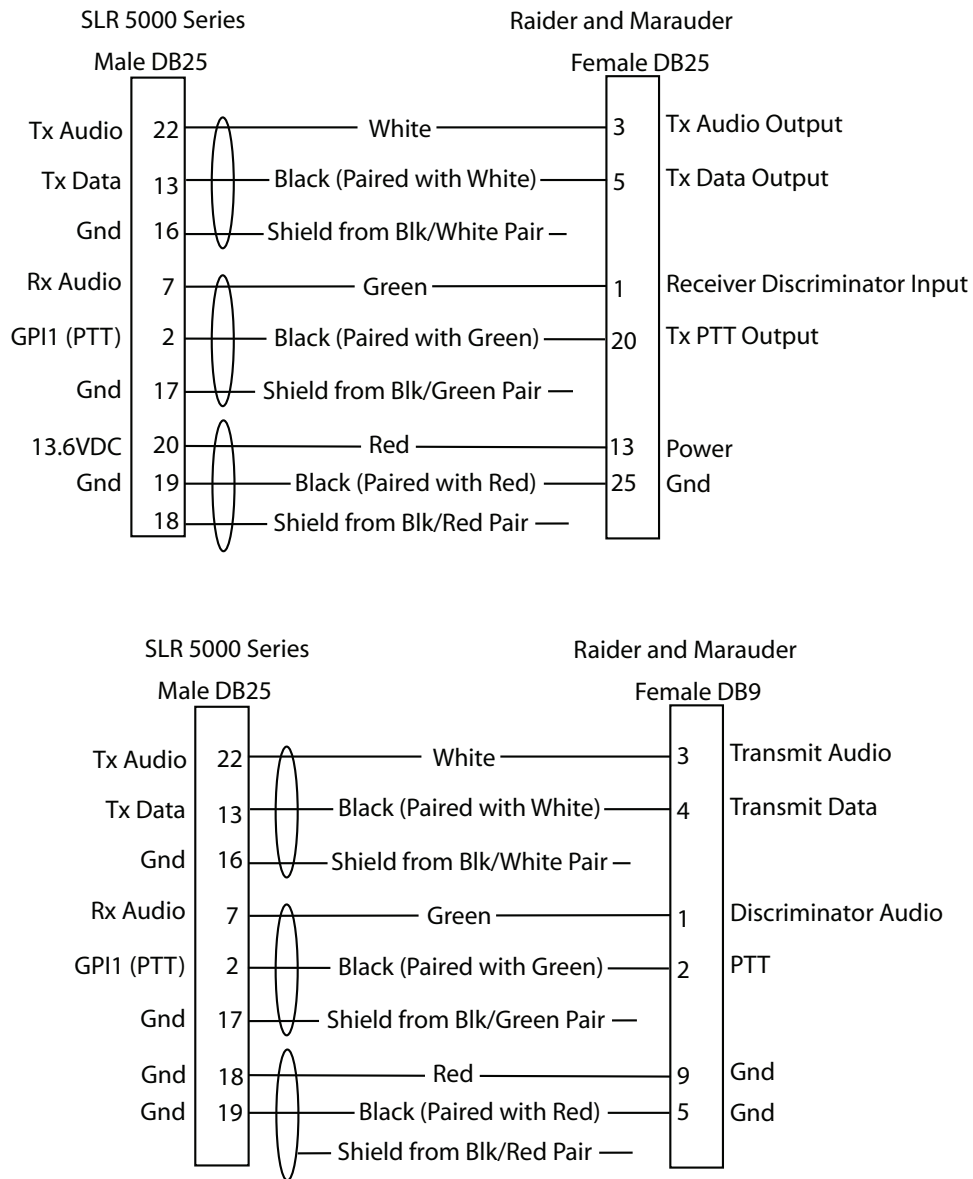 SLR 5000 Series Raider and Marauder
Male DB25 Female DB25
Tx Audio 22 White 3 Tx Audio Output
Tx Data 13 Black (Paired with White) 5 Tx Data Output
Gnd 16 Shield from Blk/White Pair
Rx Audio 7 Green 1 Receiver Discriminator Input
GPI1 (PTT) 2 Black (Paired with Green) 20 Tx PTT Output
Gnd 17 Shield from Blk/Green Pair
13.6VDC 20 Red 13 Power
Gnd 19 Black (Paired with Red) 25 Gnd
18 Shield from Blk/Red Pair
SLR 5000 Series Raider and Marauder
Male DB25 Female DB9
Tx Audio 22 White 3 Transmit Audio
Tx Data 13 Black (Paired with White) 4 Transmit Data
Gnd 16 Shield from Blk/White Pair
Rx Audio 7 Green 1 Discriminator Audio
GPI1 (PTT) 2 Black (Paired with Green) 2 PTT
Gnd 17 Shield from Blk/Green Pair
Gnd 18 Red 9 Gnd
Gnd 19 Black (Paired with Red) 5 Gnd
Shield from Blk/Red Pair